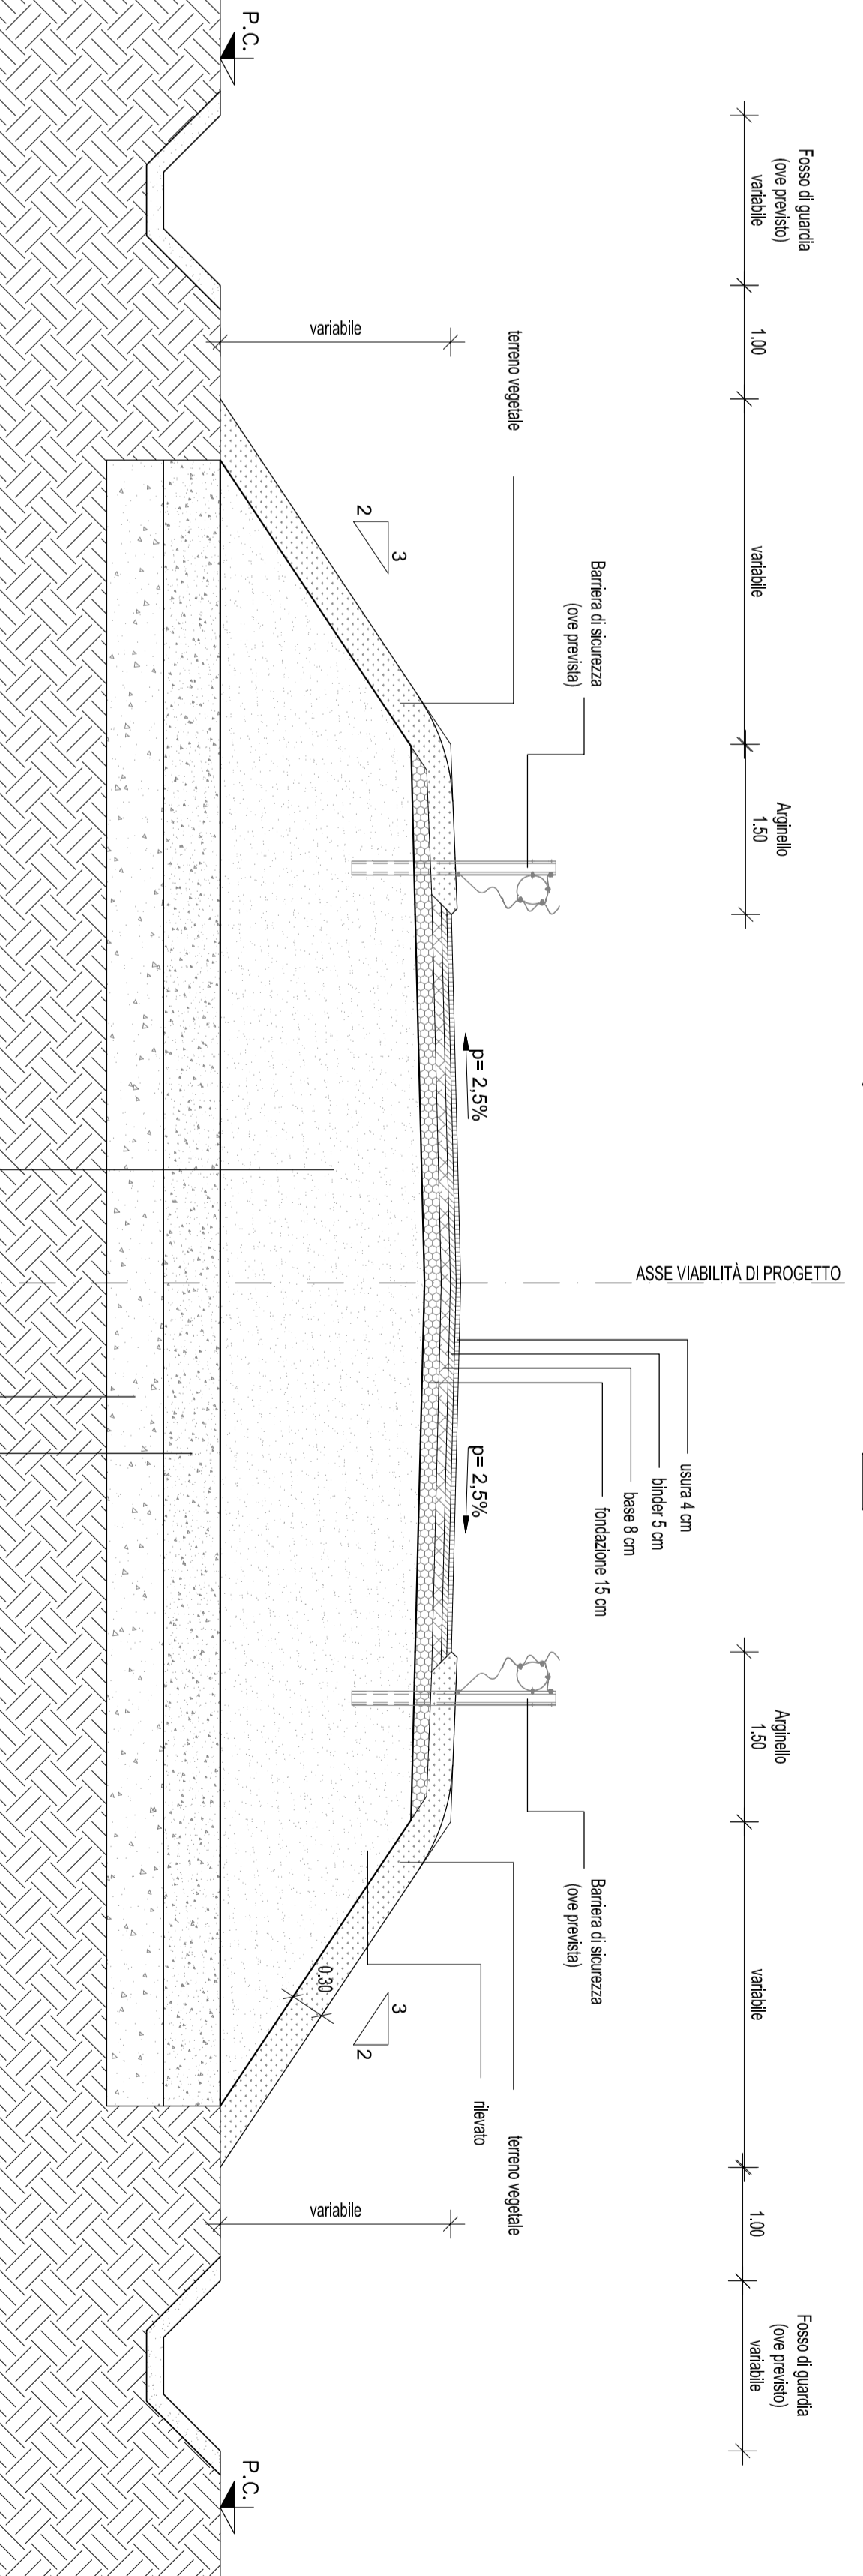 P.C.
Fosso di guardia
(ove previsto)
variabile
1.00
variabile
Arginello
1.50
variabile
terreno vegetale
2
3
Barriera di sicurezza
(ove prevista)
p= 2,5%
ASSE VIABILITÀ DI PROGETTO
p= 2,5%
usura 4 cm
binder 5 cm
base 8 cm
fondazione 15 cm
Arginello
1.50
variabile
1.00
Fosso di guardia
(ove previsto)
variabile
Barriera di sicurezza
(ove prevista)
0.30
3
2
rilevato
terreno vegetale
variabile
P.C.